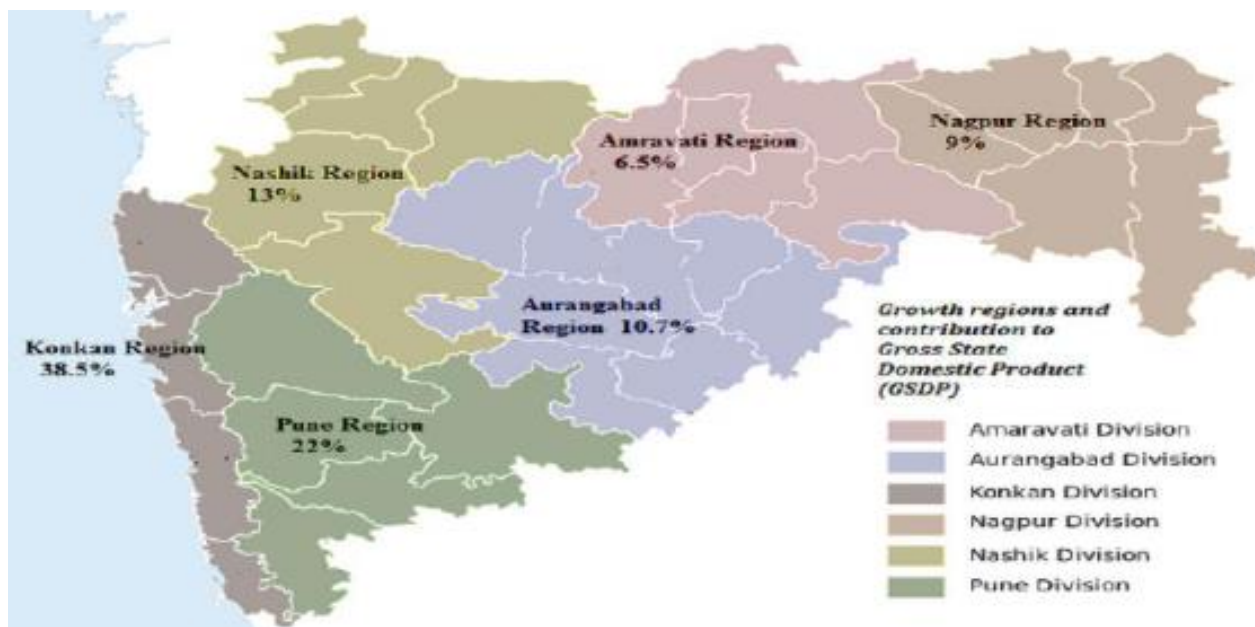 Nagpur Region
9%
Amravati Region
6.5%
Nashik Region
13%
Aurangabad
Region 10.7%
Konkan Region
38.5%
Pune Region
22%
Growth regions and
contribution to
Gross State
Domestic Product
(GSDP)
Amaravati Division
Aurangabad Division
Konkan Division
Nagpur Division
Nashik Division
Pune Division